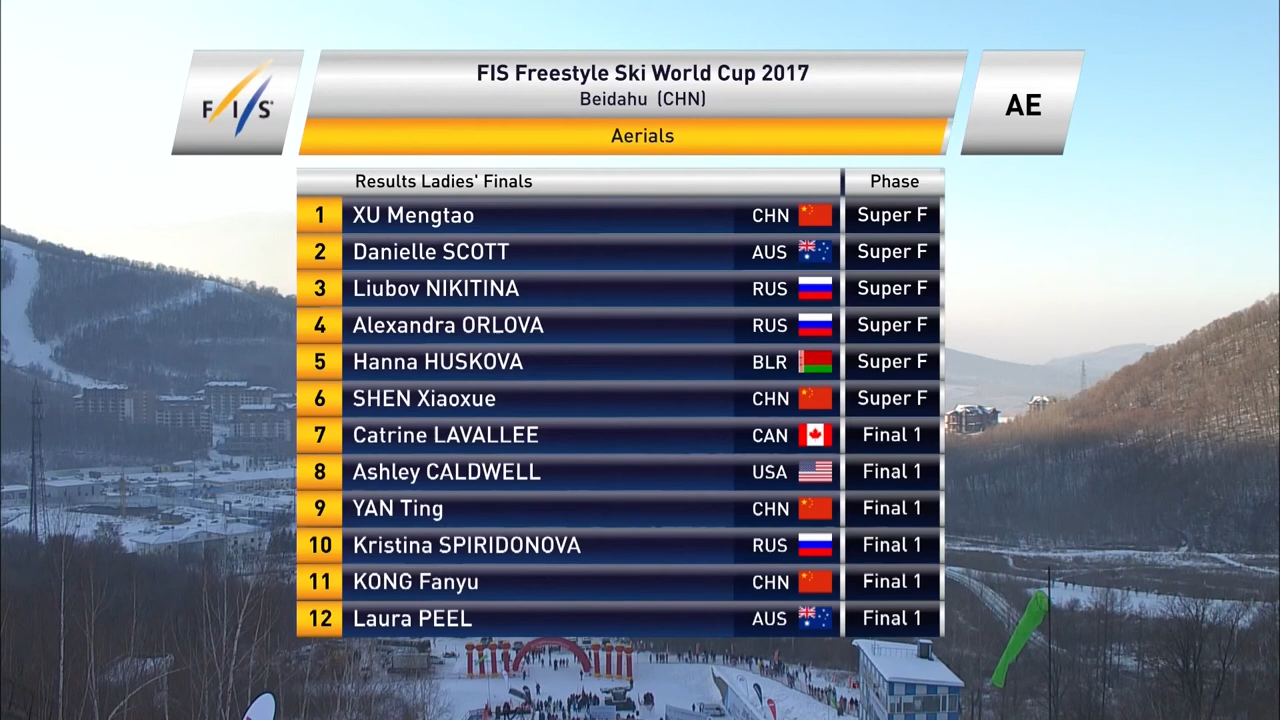 FIS
FIS Freestyle Ski World Cup 2017
Beidahu (CHN)
AE
Aerials
Results Ladies' Finals Phase
1 XU Mengtao CHN Super F
2 Danielle SCOTT AUS Super F
3 Liubov NIKITINA RUS Super F
4 Alexandra ORLOVA RUS Super F
5 Hanna HUSKOVA BLR Super F
6 SHEN Xiaoxue CHN Super F
7 Catrine LAVALLEE CAN Final 1
8 Ashley CALDWELL USA Final 1
9 YAN Ting CHN Final 1
10 Kristina SPIRIDONOVA RUS Final 1
11 KONG Fanyu CHN Final 1
12 Laura PEEL AUS Final 1